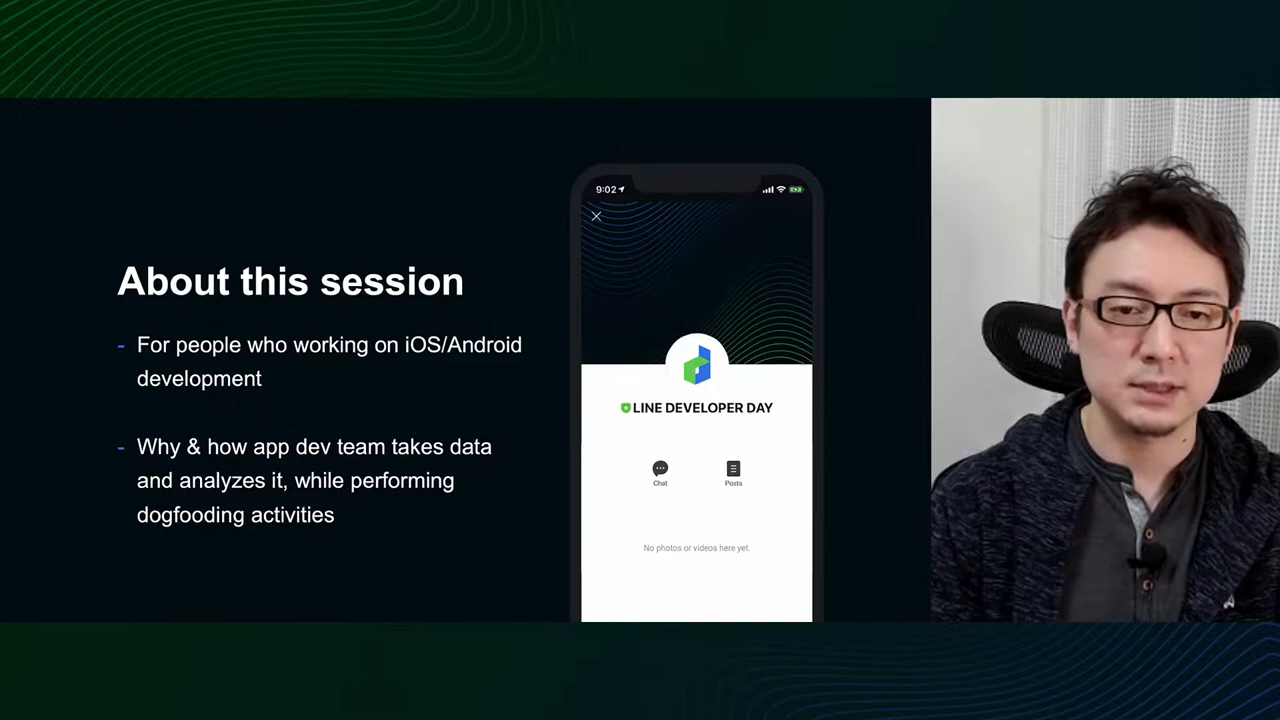 About this session
- For people who working on iOS/Android
development
- Why & how app dev team takes data
and analyzes it, while performing
dogfooding activities
9:02
LINE DEVELOPER DAY
Chat
Posts
No photos or videos here yet.